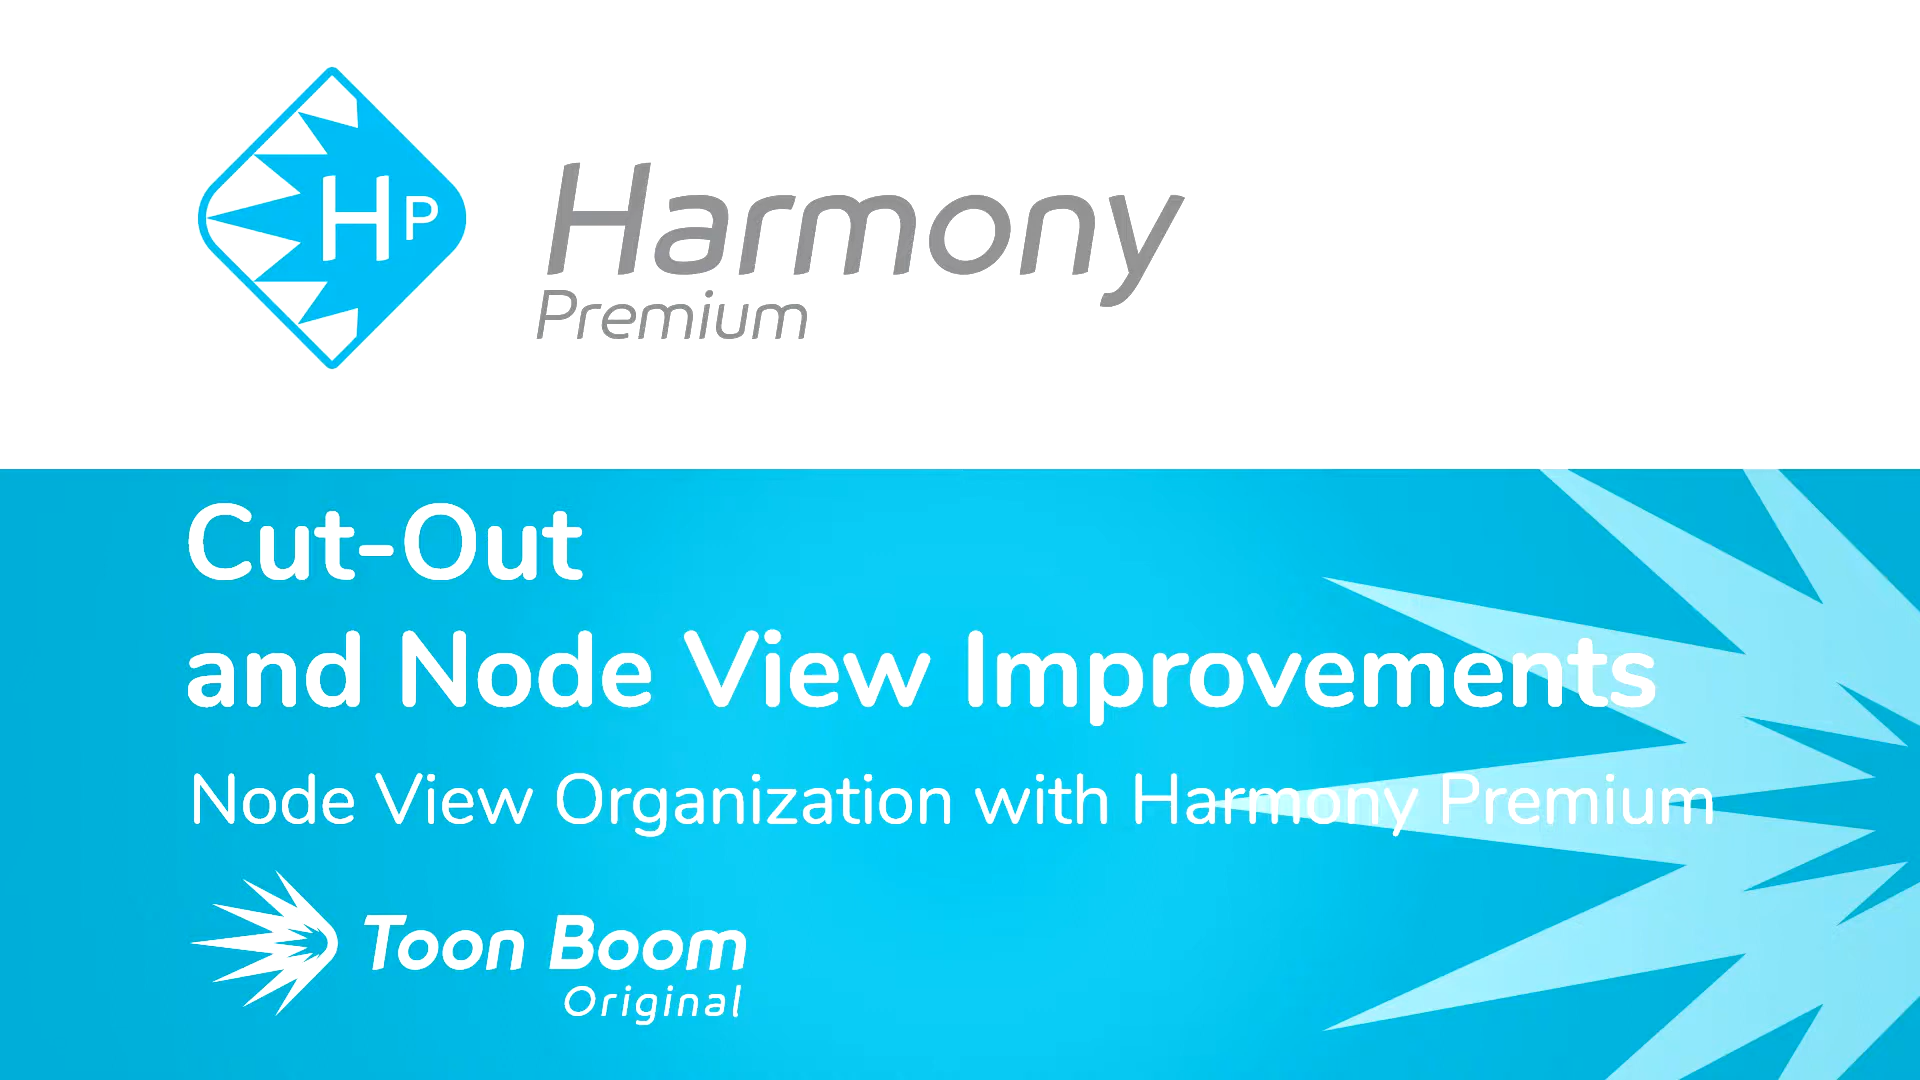 HP
Harmony
Premium
Cut-Out
and Node View Improvements
Node View Organization with Harmony Premium
Toon Boom
Original